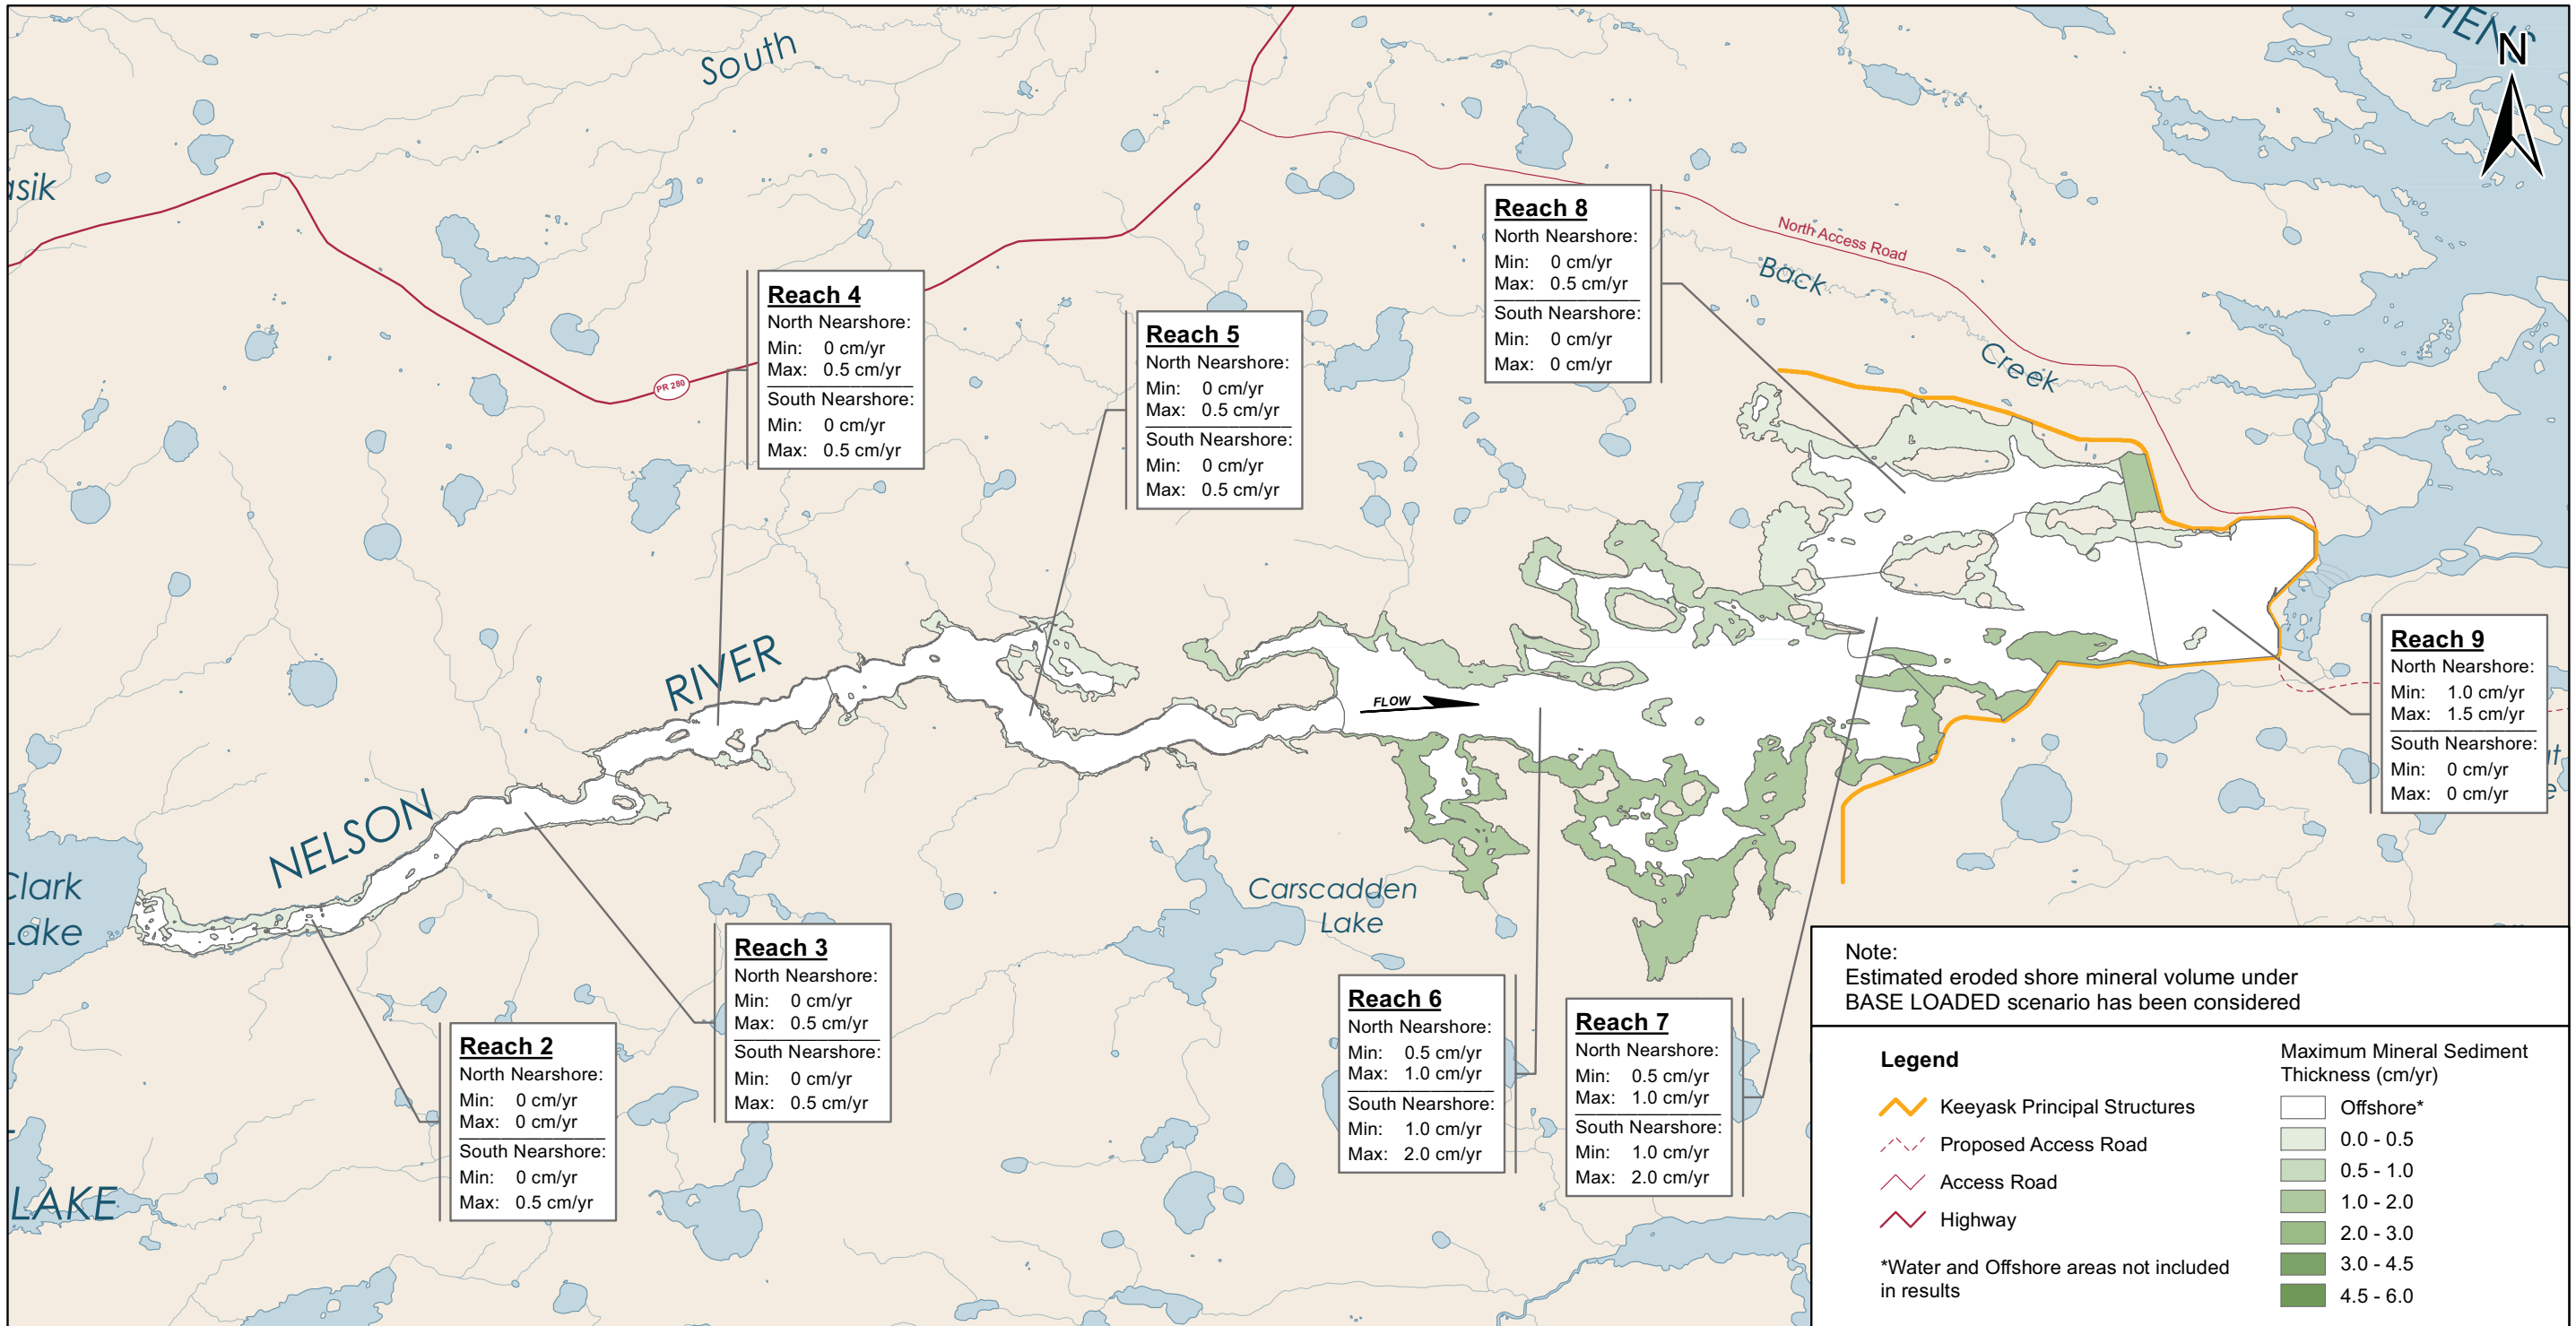 HENS
N
South
asik
North Access Road
Back
Creek
PR 280
Reach 8
North Nearshore:
Min: 0 cm/yr
Max: 0.5 cm/yr
South Nearshore:
Min: 0 cm/yr
Max: 0 cm/yr
Reach 4
North Nearshore:
Min: 0 cm/yr
Max: 0.5 cm/yr
South Nearshore:
Min: 0 cm/yr
Max: 0.5 cm/yr
Reach 5
North Nearshore:
Min: 0 cm/yr
Max: 0.5 cm/yr
South Nearshore:
Min: 0 cm/yr
Max: 0.5 cm/yr
Reach 9
North Nearshore:
Min: 1.0 cm/yr
Max: 1.5 cm/yr
South Nearshore:
Min: 0 cm/yr
Max: 0 cm/yr
NELSON
RIVER
FLOW
Clark
Lake
Carscadden
Lake
LAKE
Reach 3
North Nearshore:
Min: 0 cm/yr
Max: 0.5 cm/yr
South Nearshore:
Min: 0 cm/yr
Max: 0.5 cm/yr
Reach 2
North Nearshore:
Min: 0 cm/yr
Max: 0 cm/yr
South Nearshore:
Min: 0 cm/yr
Max: 0.5 cm/yr
Reach 6
North Nearshore:
Min: 0.5 cm/yr
Max: 1.0 cm/yr
South Nearshore:
Min: 1.0 cm/yr
Max: 2.0 cm/yr
Reach 7
North Nearshore:
Min: 0.5 cm/yr
Max: 1.0 cm/yr
South Nearshore:
Min: 1.0 cm/yr
Max: 2.0 cm/yr
Note:
Estimated eroded shore mineral volume under
BASE LOADED scenario has been considered
Legend
Keeyask Principal Structures
Proposed Access Road
Access Road
Highway
*Water and Offshore areas not included
in results
Maximum Mineral Sediment
Thickness (cm/yr)
Offshore*
0.0 - 0.5
0.5 - 1.0
1.0 - 2.0
2.0 - 3.0
3.0 - 4.5
4.5 - 6.0